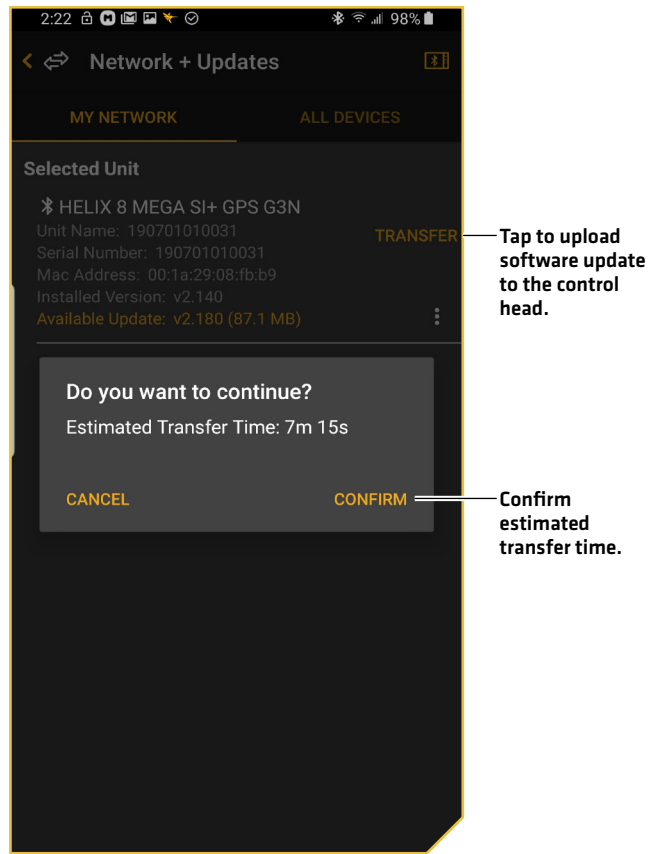 2:22
98%
Network + Updates
MY NETWORK
ALL DEVICES
Selected Unit
HELIX 8 MEGA SI+ GPS G3N
Unit Name: 190701010031
TRANSFER
Serial Number: 190701010031
Mac Address: 00:1a:29:08:fb:b9
Installed Version: v2.140
Available Update: v2.180 (87.1 MB)
Tap to upload
software update
to the control
head.
Do you want to continue?
Estimated Transfer Time: 7m 15s
CANCEL
CONFIRM
Confirm
estimated
transfer time.